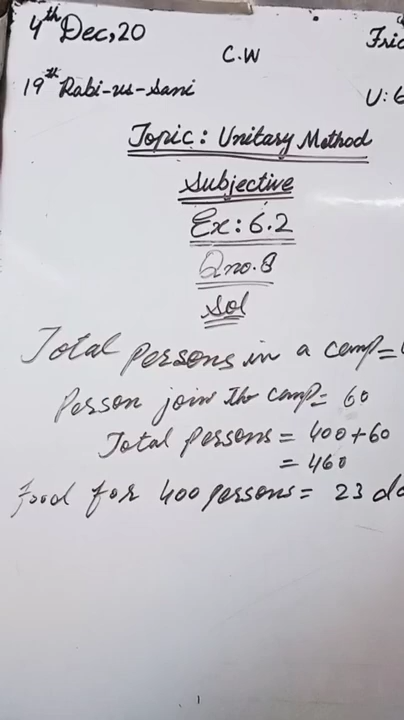 4th Dec, 20
C.W
19th Rabi-us-Sani
U: 6
Topic: Unitary Method
Subjective
Ex: 6.2
Q no. 8
Sol
Total persons in a camp =
Person join the camp = 60
Total persons = 400+60
= 460
food for 400 persons = 23